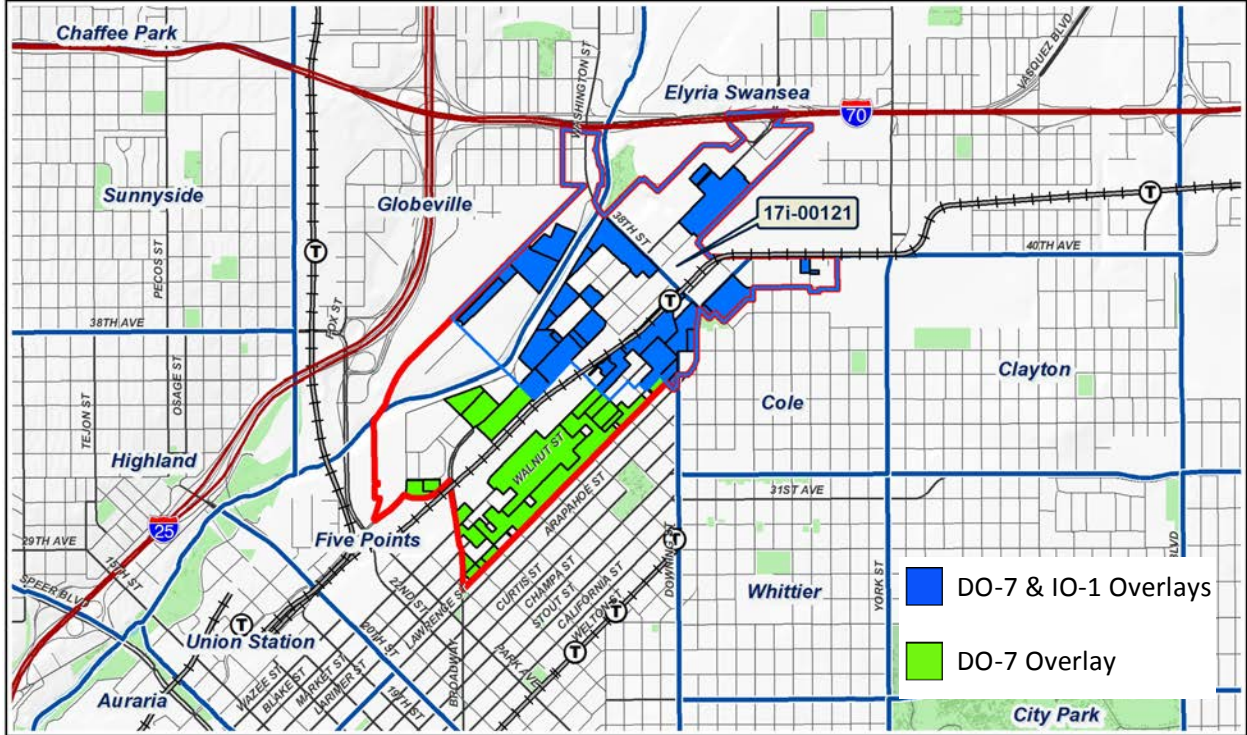 Chaffee Park
WASHINGTON ST
VASQUEZ BLVD
Elyria Swansea
70
Sunnyside
Globeville
17i-00121
T
38TH ST
PECOS ST
T
40TH AVE
FOX ST
T
38TH AVE
OSAGE ST
TEJON ST
Clayton
Cole
Highland
WALNUT ST
31ST AVE
ARAPAHOE ST
25
Five Points
29TH AVE
15TH ST
DOWNING ST
T
BLVD
DO-7 & IO-1 Overlays
SPEER BLVD
22ND ST
LAWRENCE S
CURTIS ST
CHAMPA ST
STOUT ST
CALIFORNIA ST
WELTON ST
Whittier
YORK ST
T
T
Union Station
20TH ST
T
PARK AVE
DO-7 Overlay
WAZEE ST
BLAKE ST
MARKET ST
LARIMER ST
19TH ST
BROADWAY
Auraria
City Park